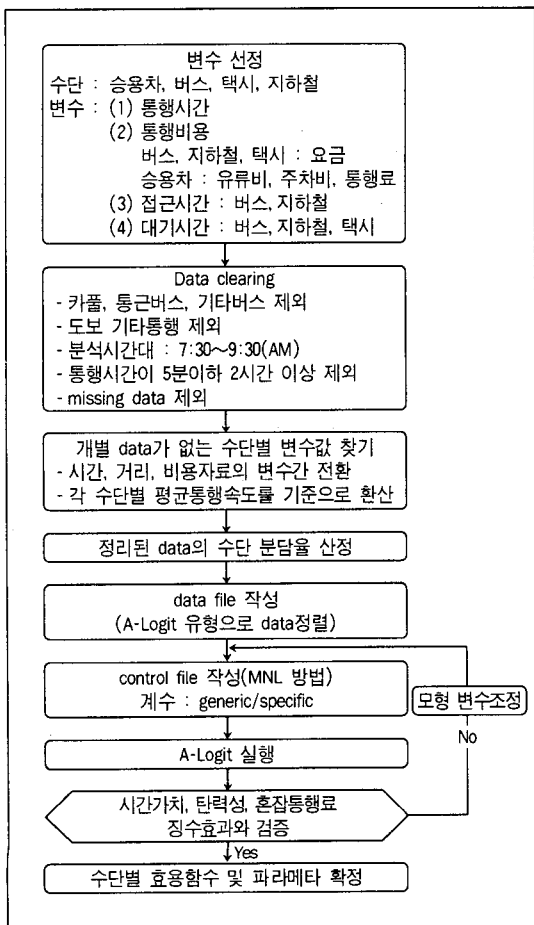 변수 선정
수단 : 승용차, 버스, 택시, 지하철
변수 : (1) 통행시간
(2) 통행비용
버스, 지하철, 택시 : 요금
승용차 : 유류비, 주차비, 통행료
(3) 접근시간 : 버스, 지하철
(4) 대기시간 : 버스, 지하철, 택시
Data clearing
- 카풀, 통근버스, 기타버스 제외
- 도보 기타통행 제외
- 분석시간대 : 7:30~9:30(AM)
- 통행시간이 5분이하 2시간 이상 제외
- missing data 제외
개별 data가 없는 수단별 변수값 찾기
- 시간, 거리, 비용자료의 변수간 전환
- 각 수단별 평균통행속도률 기준으로 환산
정리된 data의 수단 분담율 산정
data file 작성
(A-Logit 유형으로 data정렬)
control file 작성(MNL 방법)
계수 : generic/specific
모형 변수조정
No
A-Logit 실행
시간가치, 탄력성, 혼잡통행료
징수효과와 검증
Yes
수단별 효용함수 및 파라메타 확정